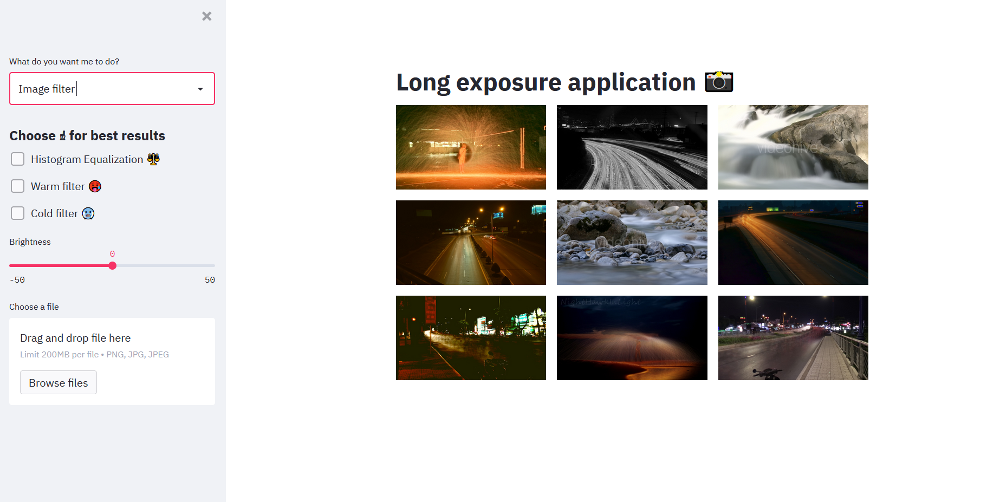 What do you want me to do?
Image filter
Choose ☝ for best results
Histogram Equalization ⚖
Warm filter 🥵
Cold filter 🥶
Brightness
0
-50 50
Choose a file
Drag and drop file here
Limit 200MB per file • PNG, JPG, JPEG
Browse files
Long exposure application 📸
videohive
videohive
NightHawkInLight